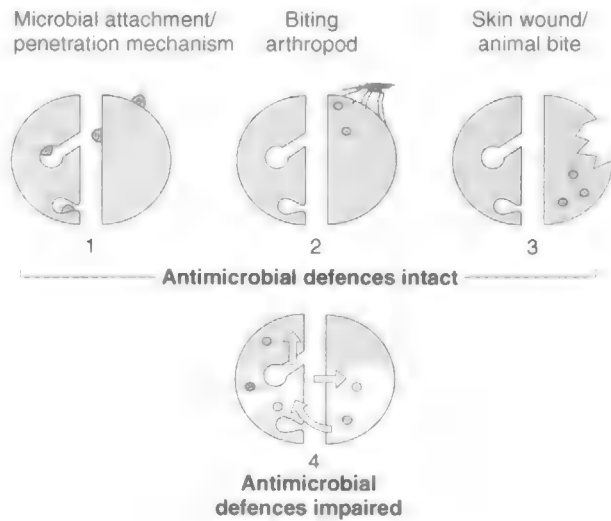 Microbial attachment/
penetration mechanism
Biting
arthropod
Skin wound/
animal bite
1
2
3
Antimicrobial defences intact
4
Antimicrobial
defences impaired